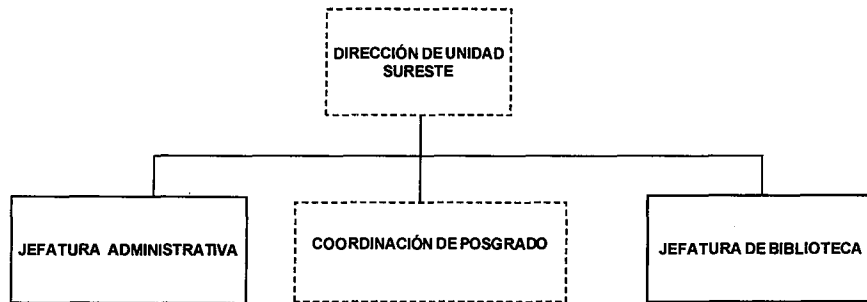 DIRECCIÓN DE UNIDAD
SURESTE
JEFATURA ADMINISTRATIVA
COORDINACIÓN DE POSGRADO
JEFATURA DE BIBLIOTECA